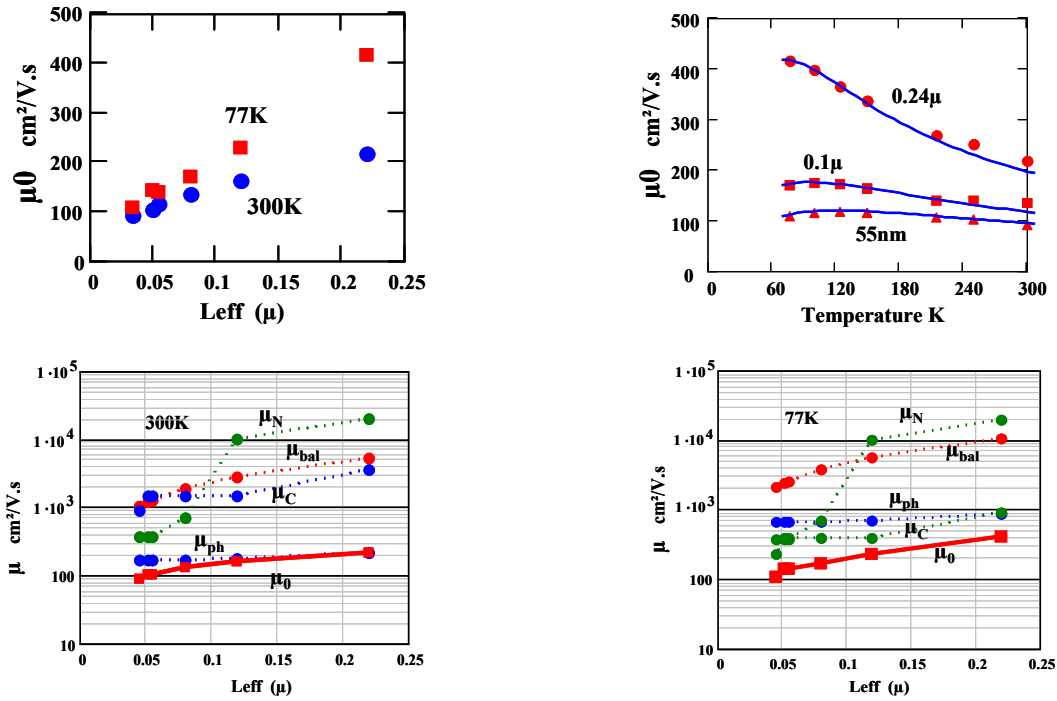 500
400
300
200
100
0
µ0 cm²/V.s
77K
300K
0 0.05 0.1 0.15 0.2 0.25
Leff (µ)
500
400
300
200
100
0
µ0 cm²/V.s
0.24µ
0.1µ
55nm
0 60 120 180 240 300
Temperature K
1·10⁵
1·10⁴
1·10³
100
10
µ cm²/V.s
300K
µN
µbal
µC
µph
µ0
0 0.05 0.1 0.15 0.2 0.25
Leff (µ)
1·10⁵
1·10⁴
1·10³
100
10
µ cm²/V.s
77K
µN
µbal
µph
µC
µ0
0 0.05 0.1 0.15 0.2 0.25
Leff (µ)